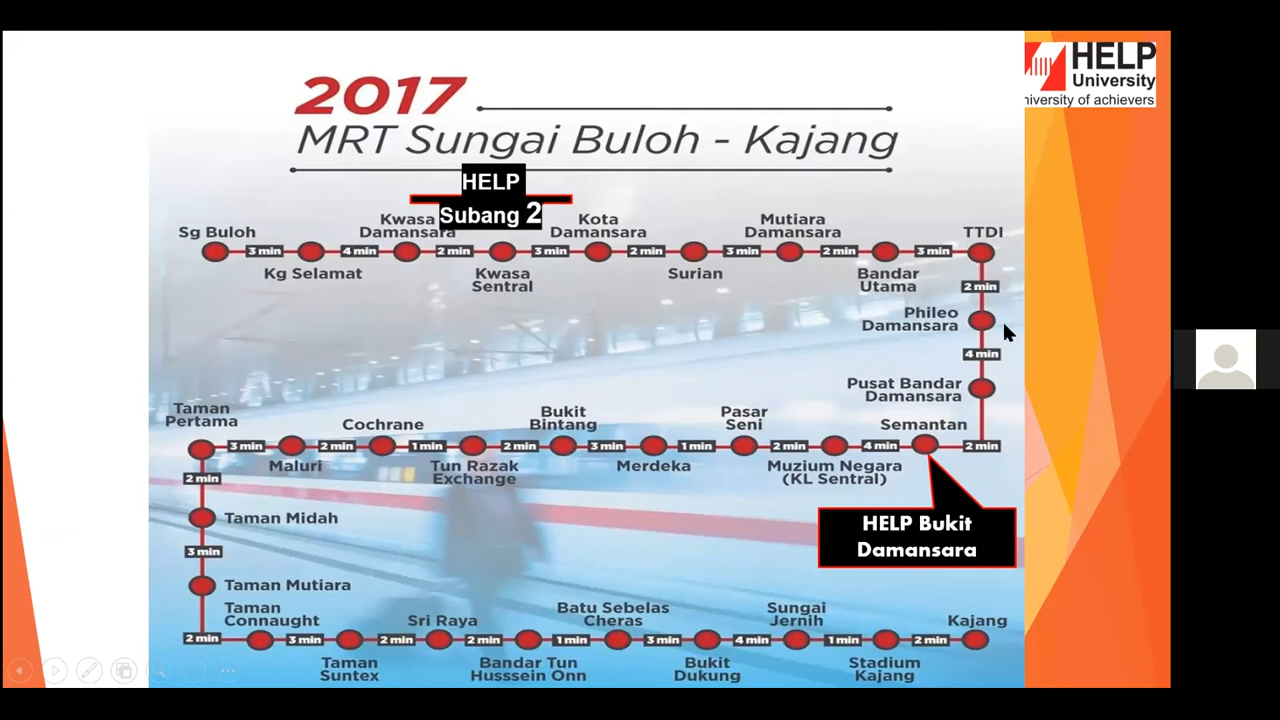 2017
MRT Sungai Buloh - Kajang
HELP
University
niversity of achievers
HELP
Subang 2
Sg Buloh
3 min
Kg Selamat
4 min
Kwasa
Damansara
2 min
Kwasa
Sentral
3 min
Kota
Damansara
2 min
Surian
3 min
Mutiara
Damansara
2 min
Bandar
Utama
3 min
TTDI
2 min
Phileo
Damansara
4 min
Pusat Bandar
Damansara
2 min
Semantan
HELP Bukit
Damansara
4 min
Muzium Negara
(KL Sentral)
2 min
Pasar
Seni
1 min
Merdeka
3 min
Bukit
Bintang
2 min
Tun Razak
Exchange
1 min
Cochrane
2 min
Maluri
3 min
Taman
Pertama
2 min
Taman Midah
3 min
Taman Mutiara
2 min
Taman
Connaught
3 min
Taman
Suntex
2 min
Sri Raya
2 min
Bandar Tun
Husssein Onn
1 min
Batu Sebelas
Cheras
3 min
Bukit
Dukung
4 min
Sungai
Jernih
1 min
Stadium
Kajang
2 min
Kajang